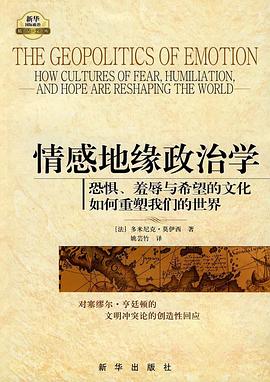 新华
国际政治
THE GEOPOLITICS OF EMOTION
HOW CULTURES OF FEAR, HUMILIATION,
AND HOPE ARE RESHAPING THE WORLD
情感地缘政治学
恐惧、羞辱与希望的文化
如何重塑我们的世界
[法] 多米尼克·莫伊西 著
姚芸竹 译
对塞缪尔·亨廷顿的
文明冲突论的创造性回应
新华出版社